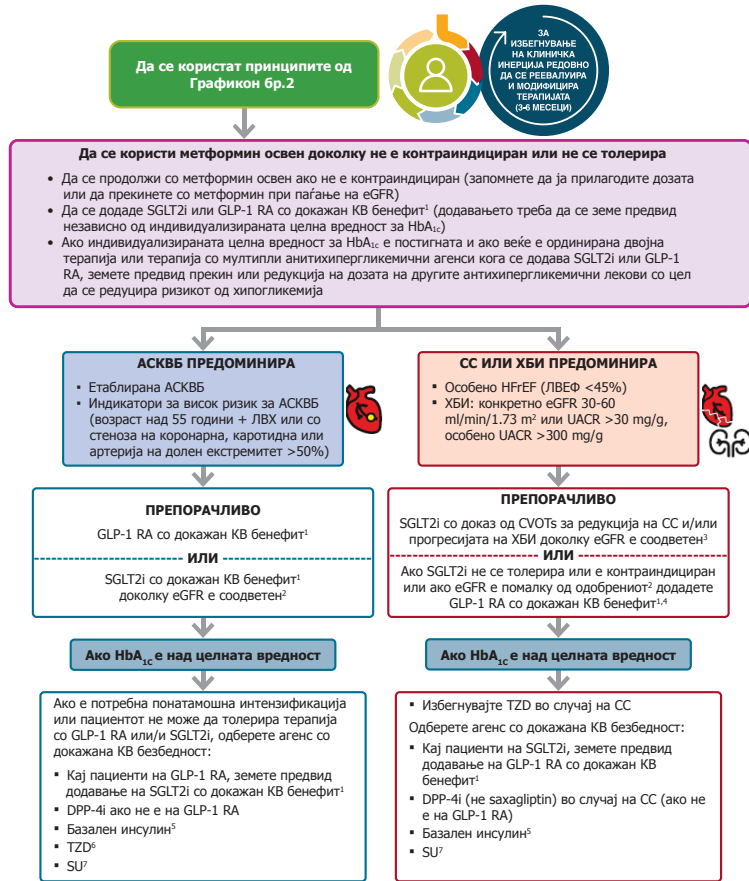 Да се користат принципите од
Графикон бр.2
ЗА
ИЗБЕГНУВАЊЕ
НА КЛИНИЧКА
ИНЕРЦИЈА РЕДОВНО
ДА СЕ РЕЕВАЛУИРА
И МОДИФИЦИРА
ТЕРАПИЈАТА
(3-6 МЕСЕЦИ)
Да се користи метформин освен доколку не е контраиндициран или не се толерира
• Да се продолжи со метформин освен ако не е контраиндициран (запомнете да ја прилагодите дозата
или да прекинете со метформин при паѓање на eGFR)
• Да се додаде SGLT2i или GLP-1 RA со докажан КВ бенефит¹ (додавањето треба да се земе предвид
независно од индивидуализираната целна вредност за HbA1c)
• Ако индивидуализираната целна вредност за HbA1c е постигната и ако веќе е ординирана двојна
терапија или терапија со мултипли анитихипергликемични агенси кога се додава SGLT2i или GLP-1
RA, земете предвид прекин или редукција на дозата на другите антихипергликемични лекови со цел
да се редуцира ризикот од хипогликемија
АСКВБ ПРЕДОМИНИРА
▪ Етаблирана АСКВБ
▪ Индикатори за висок ризик за АСКВБ
(возраст над 55 години + ЛВХ или со
стеноза на коронарна, каротидна или
артерија на долен екстремитет >50%)
ПРЕПОРАЧЛИВО
GLP-1 RA со докажан КВ бенефит¹
ИЛИ
SGLT2i со докажан КВ бенефит¹
доколку eGFR е соодветен²
Ако HbA1C е над целната вредност
Ако е потребна понатамошна интензификација
или пациентот не може да толерира терапија
со GLP-1 RA или/и SGLT2i, одберете агенс со
докажана КВ безбедност:
▪ Кај пациенти на GLP-1 RA, земете предвид
додавање на SGLT2i со докажан КВ бенефит¹
▪ DPP-4i ако не е на GLP-1 RA
▪ Базален инсулин⁵
▪ TZD⁶
▪ SU⁷
СС ИЛИ ХБИ ПРЕДОМИНИРА
▪ Особено HFrEF (ЛВЕФ <45%)
▪ ХБИ: конкретно eGFR 30-60
ml/min/1.73 m² или UACR >30 mg/g,
особено UACR >300 mg/g
ПРЕПОРАЧЛИВО
SGLT2i со доказ од CVOTs за редукција на СС и/или
прогресијата на ХБИ доколку eGFR е соодветен³
ИЛИ
Ако SGLT2i не се толерира или е контраиндициран
или ако eGFR е помалку од одобрениот² додадете
GLP-1 RA со докажан КВ бенефит¹,⁴
Ако HbA1C е над целната вредност
▪ Избегнувајте TZD во случај на СС
Одберете агенс со докажана КВ безбедност:
▪ Кај пациенти на SGLT2i, земете предвид
додавање на GLP-1 RA со докажан КВ
бенефит¹
▪ DPP-4i (не saxagliptin) во случај на СС (ако не
е на GLP-1 RA)
▪ Базален инсулин⁵
▪ SU⁷